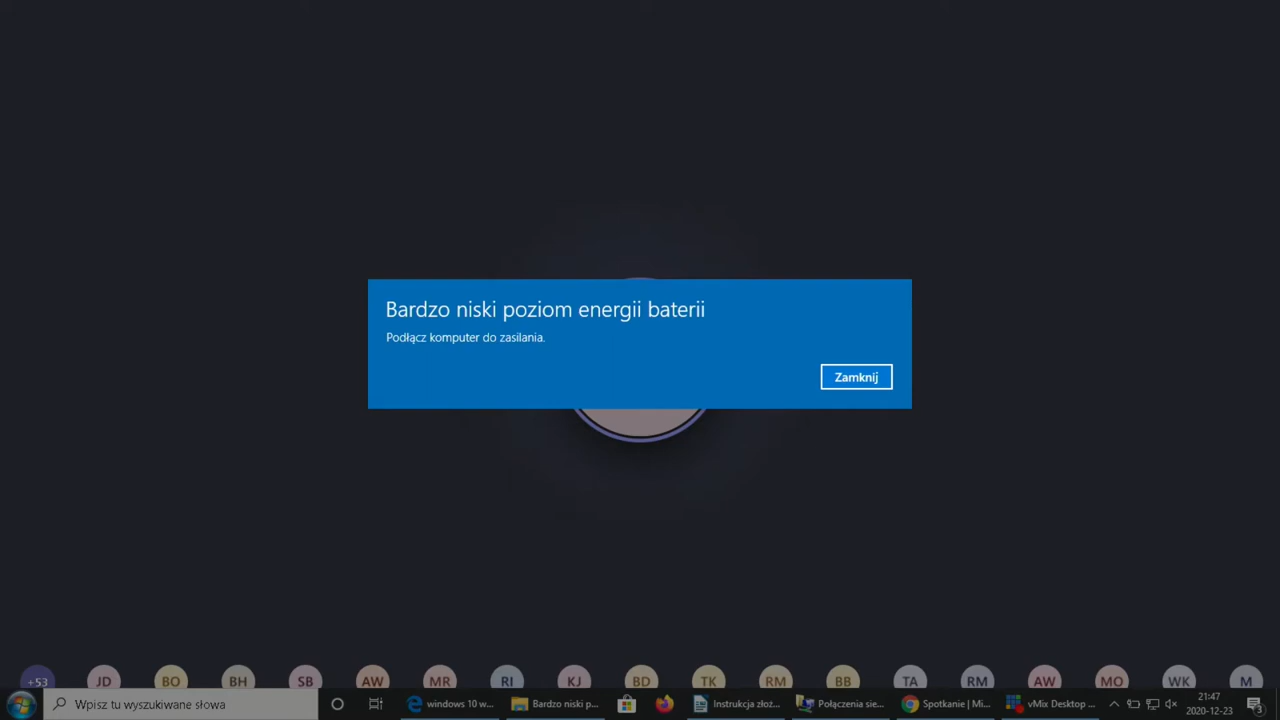 Bardzo niski poziom energii baterii
Podłącz komputer do zasilania.
Zamknij
+53 JD BO BH SB AW MR RI KJ BD TK RM BB TA RM AW MO WK M
Wpisz tu wyszukiwane słowa
windows 10 w...
Bardzo niski p...
Instrukcja złoż...
Połączenia sie...
Spotkanie | Mi...
vMix Desktop ...
21:47
2020-12-23
3